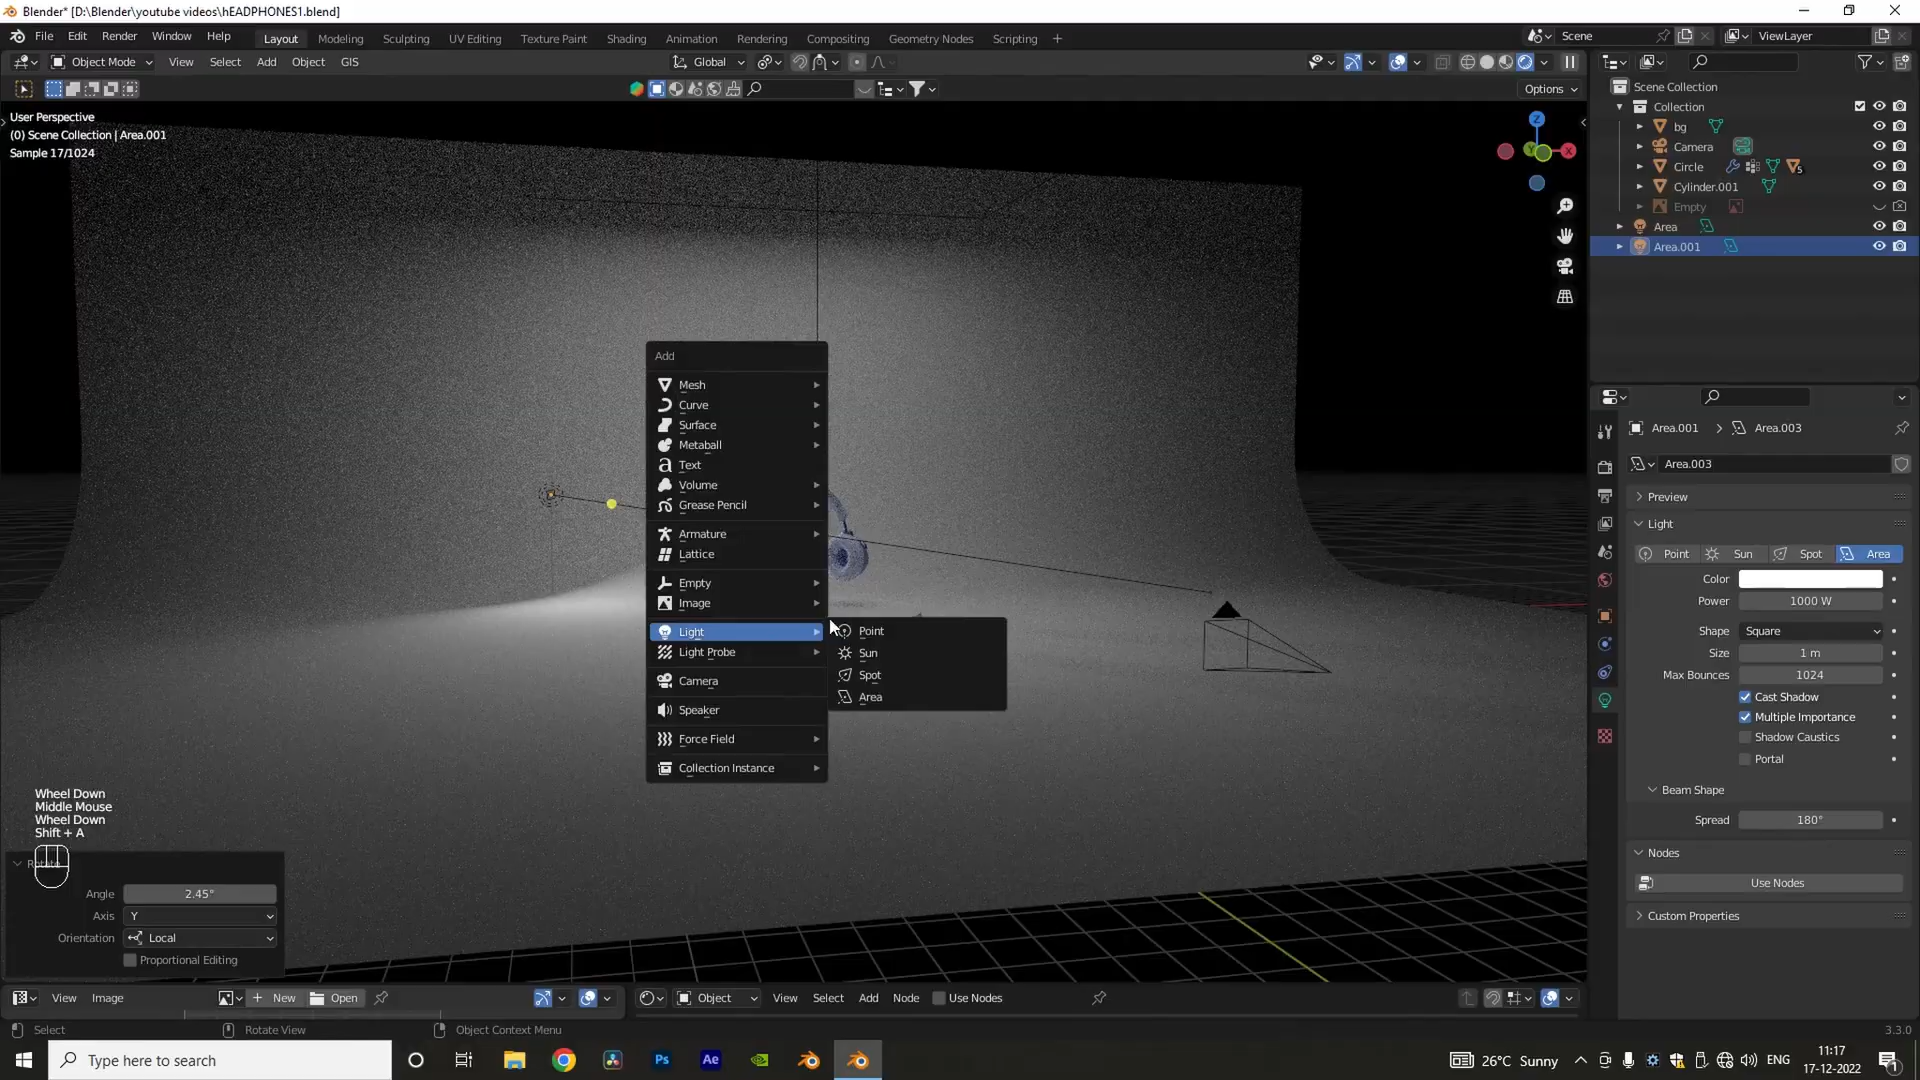 Blender* [D:\Blender\youtube videos\hEADPHONES1.blend]
File Edit Render Window Help Layout Modeling Sculpting UV Editing Texture Paint Shading Animation Rendering Compositing Geometry Nodes Scripting + Scene ViewLayer
Object Mode View Select Add Object GIS Global
Options
User Perspective
(0) Scene Collection | Area.001
Sample 17/1024
Z
X
Y
Scene Collection
Collection
bg
Camera
Circle 5
Cylinder.001
Empty
Area
Area.001
Add
Mesh
Curve
Surface
Metaball
Text
Volume
Grease Pencil
Armature
Lattice
Empty
Image
Light
Light Probe
Camera
Speaker
Force Field
Collection Instance
Point
Sun
Spot
Area
Area.001 > Area.003
Area.003
Preview
Light
Point Sun Spot Area
Color
Power 1000 W
Shape Square
Size 1 m
Max Bounces 1024
Cast Shadow
Multiple Importance
Shadow Caustics
Portal
Beam Shape
Spread 180°
Nodes
Use Nodes
Custom Properties
Wheel Down
Middle Mouse
Wheel Down
Shift + A
Angle 2.45°
Axis Y
Orientation Local
Proportional Editing
View Image New Open Object View Select Add Node Use Nodes
Select Rotate View Object Context Menu 3.3.0
Type here to search Ps Ae 26°C Sunny ENG 11:17
17-12-2022 1